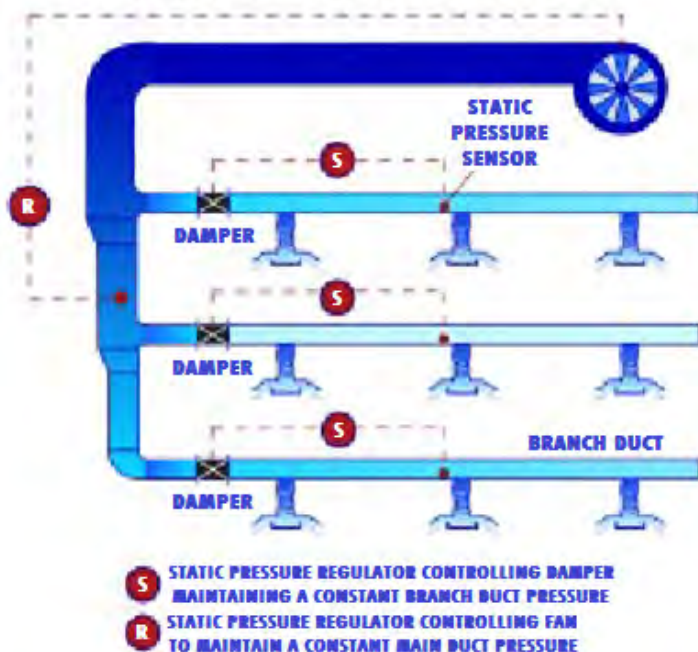 STATIC
PRESSURE
SENSOR
S
R
DAMPER
S
DAMPER
S
BRANCH DUCT
DAMPER
S STATIC PRESSURE REGULATOR CONTROLLING DAMPER
MAINTAINING A CONSTANT BRANCH DUCT PRESSURE
R STATIC PRESSURE REGULATOR CONTROLLING FAN
TO MAINTAIN A CONSTANT MAIN DUCT PRESSURE